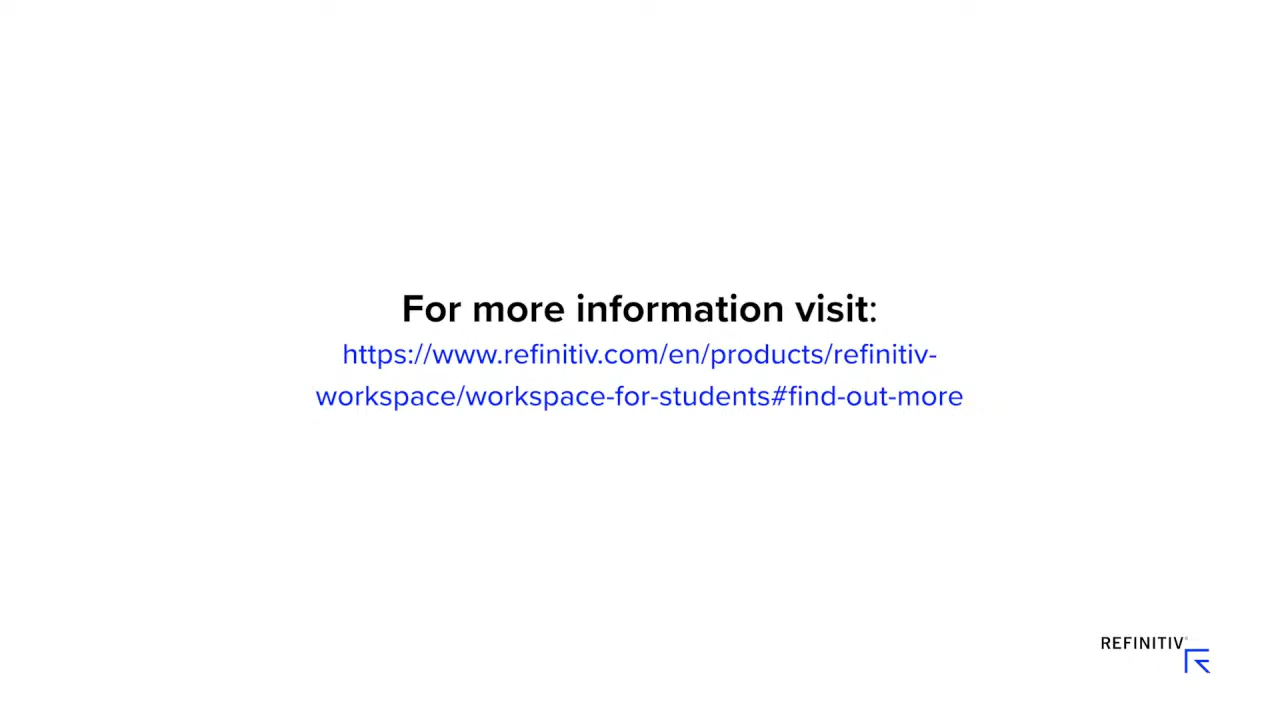 For more information visit:
https://www.refinitiv.com/en/products/refinitiv-
workspace/workspace-for-students#find-out-more
REFINITIV